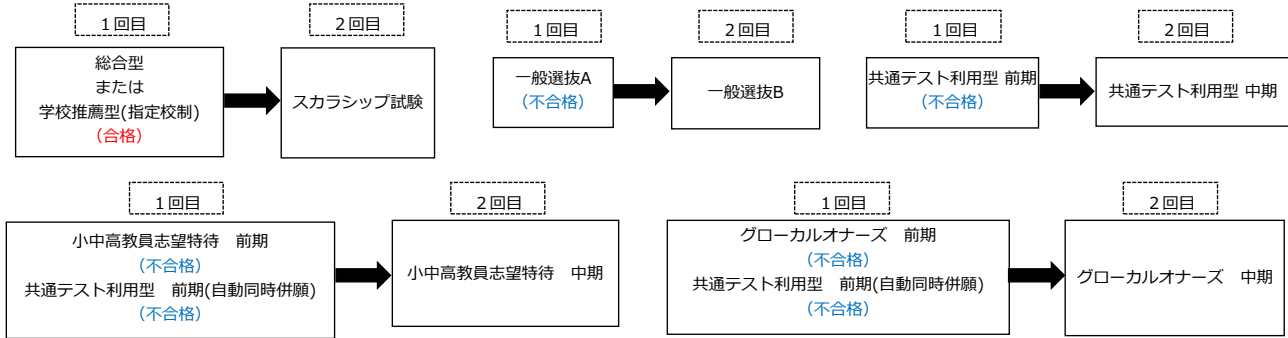 1回目
総合型
または
学校推薦型(指定校制)
（合格）
2回目
スカラシップ試験
1回目
一般選抜A
（不合格）
2回目
一般選抜B
1回目
共通テスト利用型 前期
（不合格）
2回目
共通テスト利用型 中期
1回目
小中高教員志望特待　前期
（不合格）
共通テスト利用型　前期(自動同時併願)
（不合格）
2回目
小中高教員志望特待　中期
1回目
グローカルオナーズ　前期
（不合格）
共通テスト利用型　前期(自動同時併願)
（不合格）
2回目
グローカルオナーズ　中期